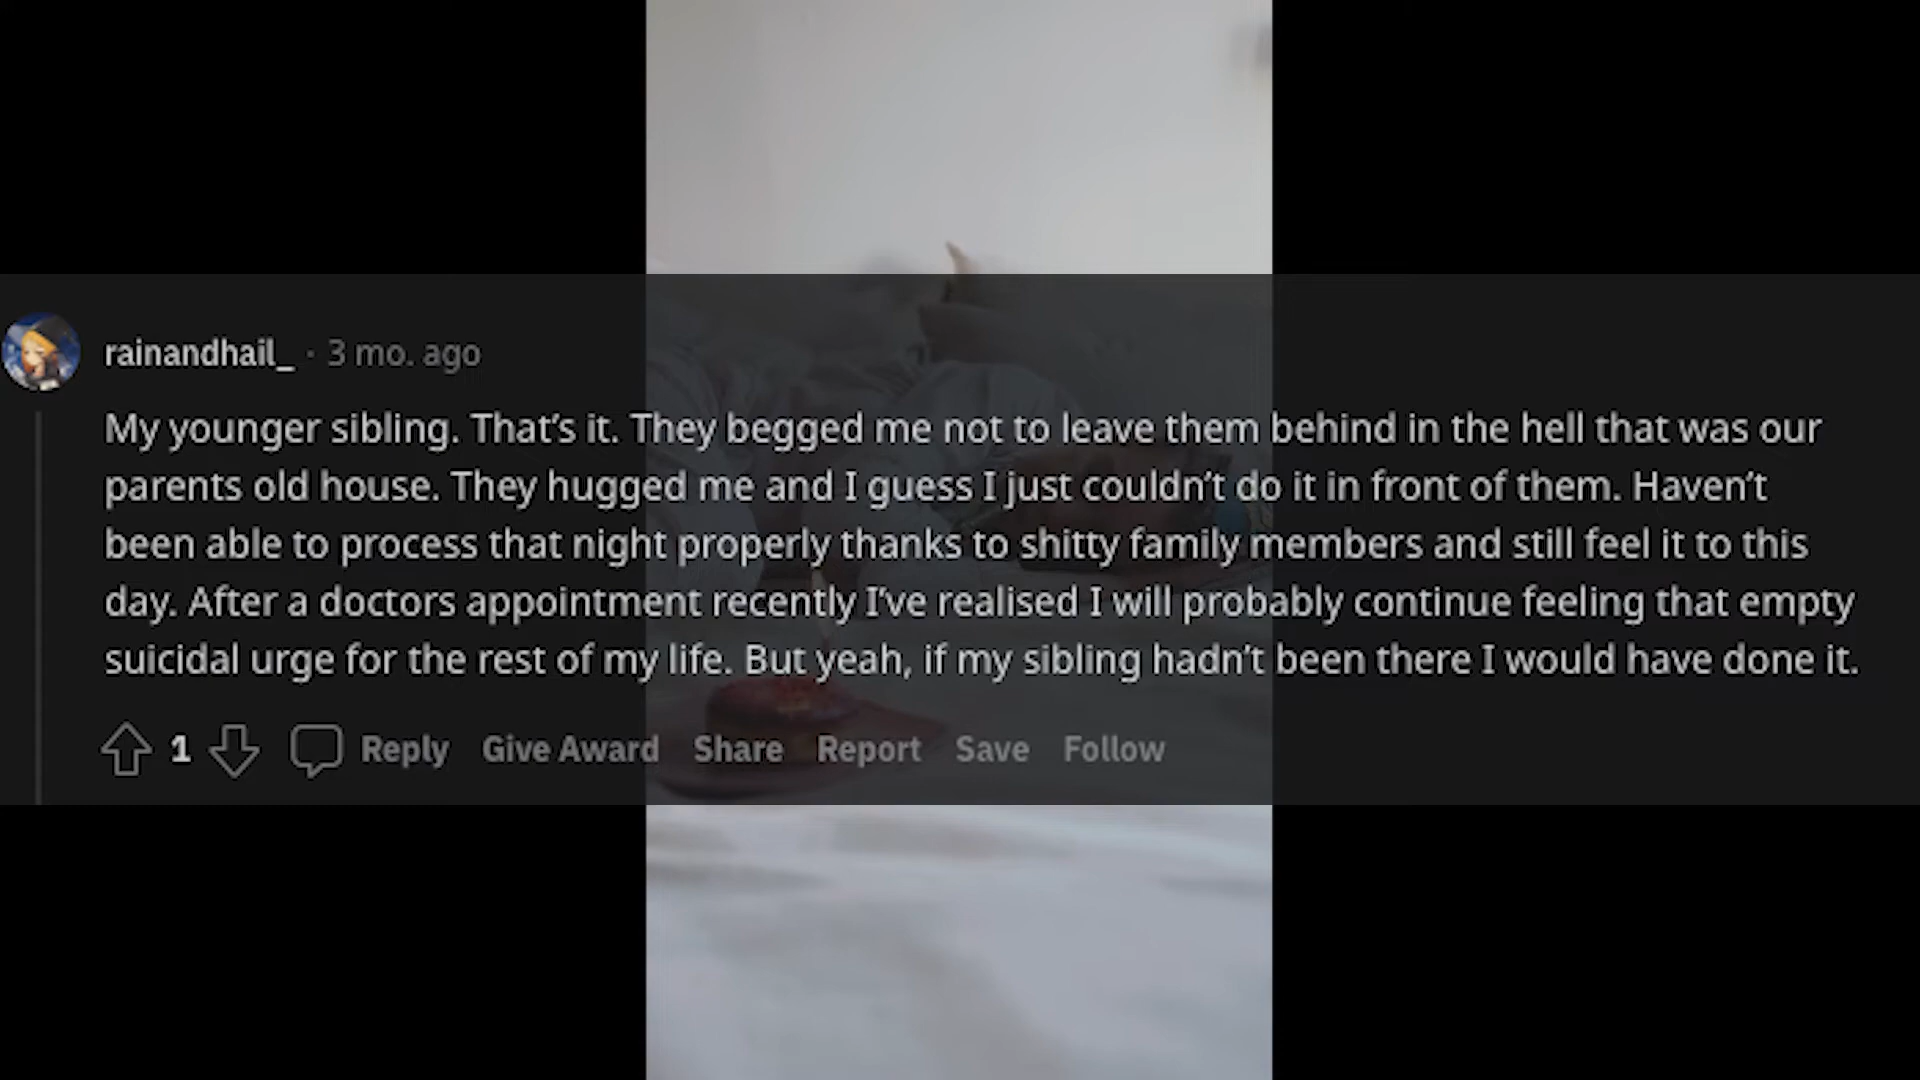 rainandhail_ · 3 mo. ago
My younger sibling. That's it. They begged me not to leave them behind in the hell that was our
parents old house. They hugged me and I guess I just couldn't do it in front of them. Haven't
been able to process that night properly thanks to shitty family members and still feel it to this
day. After a doctors appointment recently I've realised I will probably continue feeling that empty
suicidal urge for the rest of my life. But yeah, if my sibling hadn't been there I would have done it.
1 Reply Give Award Share Report Save Follow